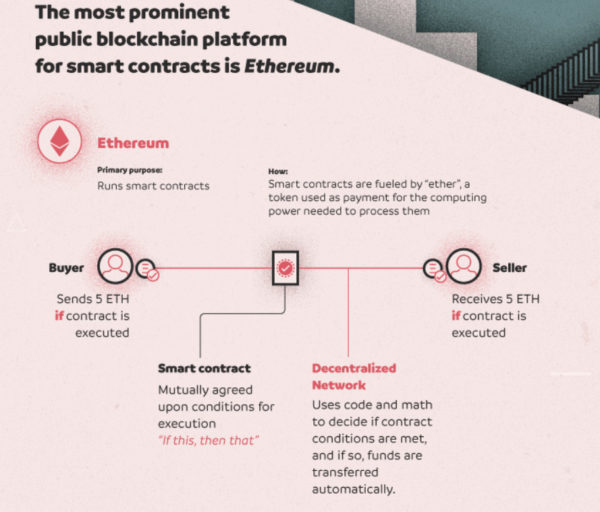 The most prominent
public blockchain platform
for smart contracts is Ethereum.
Ethereum
Primary purpose:
Runs smart contracts
How:
Smart contracts are fueled by “ether”, a
token used as payment for the computing
power needed to process them
Buyer
Sends 5 ETH
if contract is
executed
Seller
Receives 5 ETH
if contract is
executed
Smart contract
Mutually agreed
upon conditions for
execution
“If this, then that”
Decentralized
Network
Uses code and math
to decide if contract
conditions are met,
and if so, funds are
transferred
automatically.